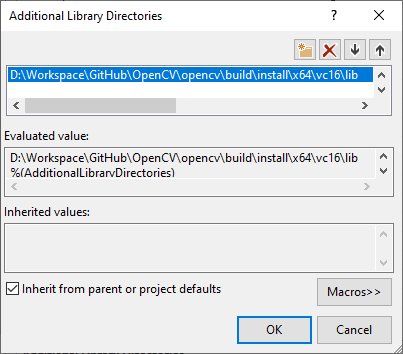 Additional Library Directories
D:\Workspace\GitHub\OpenCV\opencv\build\install\x64\vc16\lib
Evaluated value:
D:\Workspace\GitHub\OpenCV\opencv\build\install\x64\vc16\lib
%(AdditionalLibraryDirectories)
Inherited values:
Inherit from parent or project defaults
Macros>>
OK
Cancel